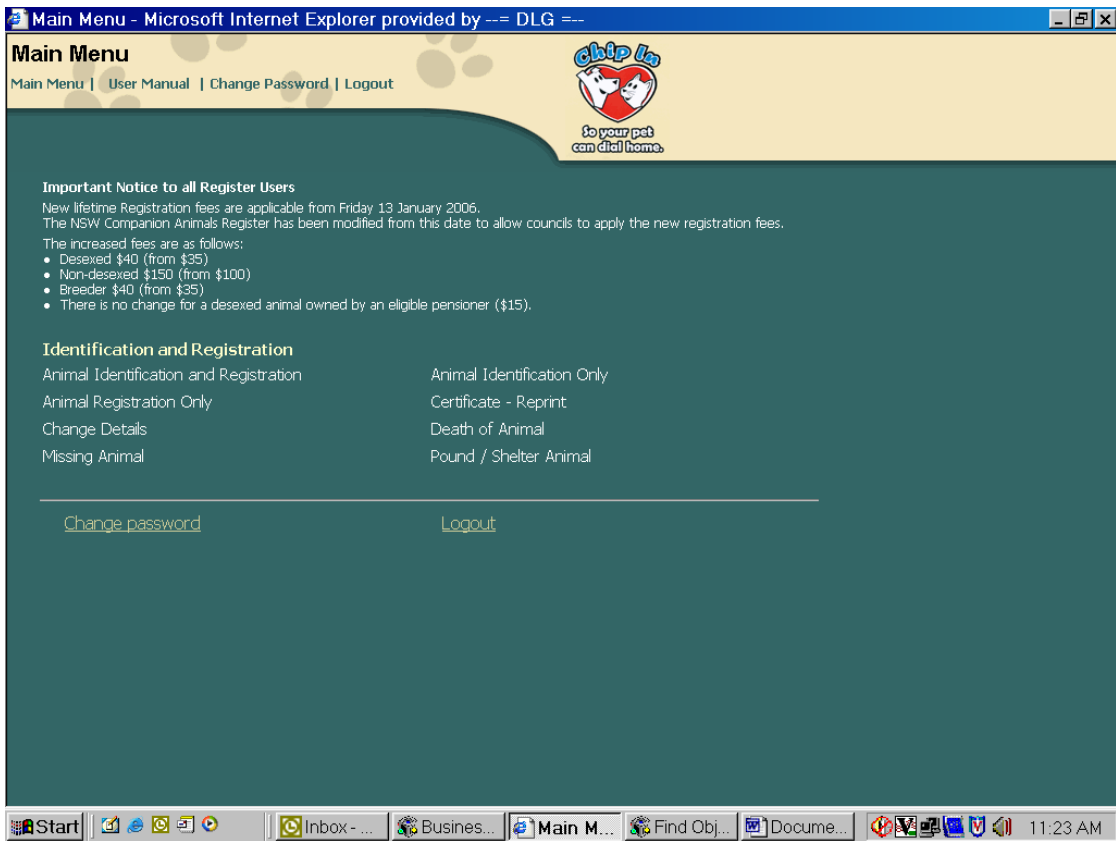 Main Menu - Microsoft Internet Explorer provided by --= DLG =--
Main Menu
Main Menu | User Manual | Change Password | Logout
Chip In
So your pet
can dial home.
Important Notice to all Register Users
New lifetime Registration fees are applicable from Friday 13 January 2006.
The NSW Companion Animals Register has been modified from this date to allow councils to apply the new registration fees.
The increased fees are as follows:
• Desexed $40 (from $35)
• Non-desexed $150 (from $100)
• Breeder $40 (from $35)
• There is no change for a desexed animal owned by an eligible pensioner ($15).
Identification and Registration
Animal Identification and Registration Animal Identification Only
Animal Registration Only Certificate - Reprint
Change Details Death of Animal
Missing Animal Pound / Shelter Animal
Change password Logout
Start Inbox - ... Busines... Main M... Find Obj... Docume... 11:23 AM